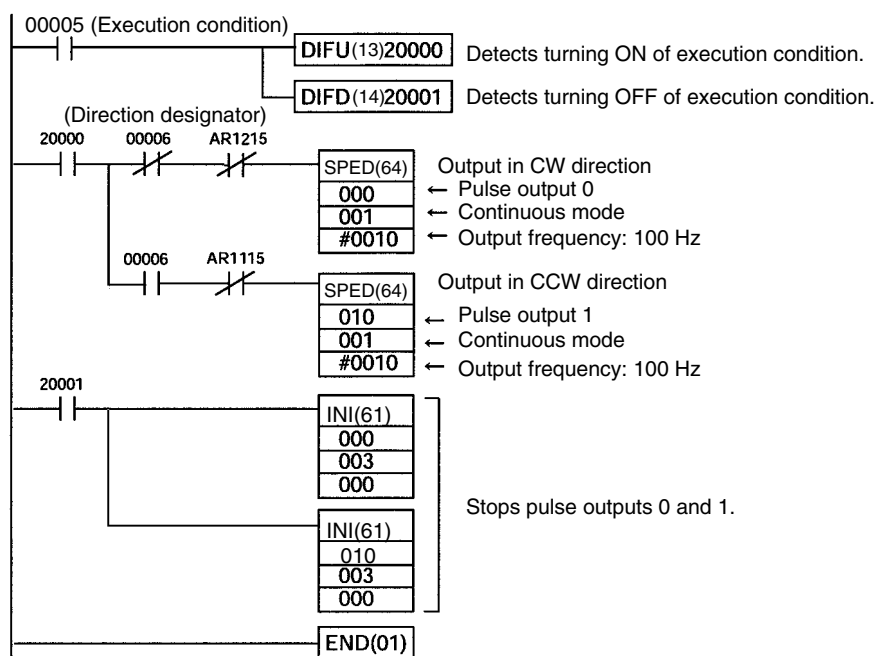 00005 (Execution condition)
DIFU(13)20000 Detects turning ON of execution condition.
DIFD(14)20001 Detects turning OFF of execution condition.
(Direction designator)
20000 00006 AR1215
SPED(64) Output in CW direction
000 ← Pulse output 0
001 ← Continuous mode
#0010 ← Output frequency: 100 Hz
00006 AR1115
SPED(64) Output in CCW direction
010 ← Pulse output 1
001 ← Continuous mode
#0010 ← Output frequency: 100 Hz
20001
INI(61)
000
003
000
Stops pulse outputs 0 and 1.
INI(61)
010
003
000
END(01)